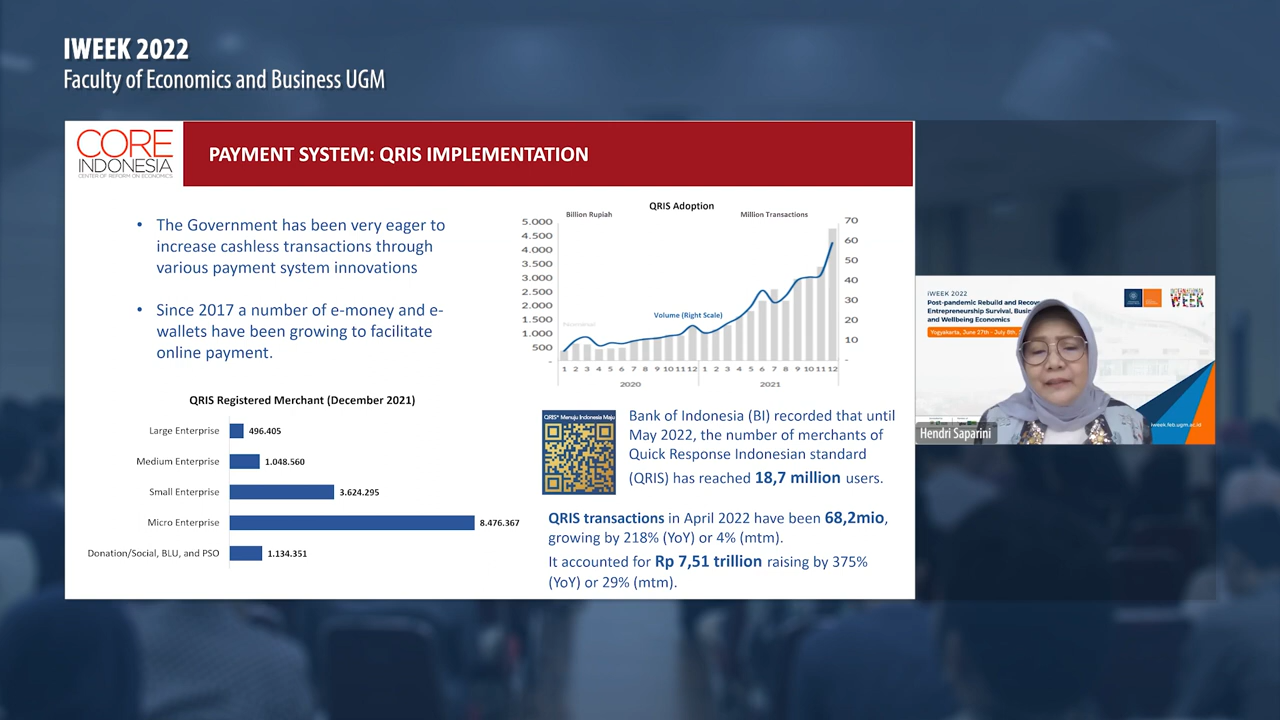 IWEEK 2022
Faculty of Economics and Business UGM
CORE
INDONESIA
CENTER OF REFORM ON ECONOMICS
PAYMENT SYSTEM: QRIS IMPLEMENTATION
• The Government has been very eager to
increase cashless transactions through
various payment system innovations
• Since 2017 a number of e-money and e-
wallets have been growing to facilitate
online payment.
QRIS Registered Merchant (December 2021)
Large Enterprise 496.405
Medium Enterprise 1.048.560
Small Enterprise 3.624.295
Micro Enterprise 8.476.367
Donation/Social, BLU, and PSO 1.134.351
QRIS Adoption
Billion Rupiah Million Transactions
5.000 70
4.500
4.000 60
3.500 50
3.000 40
2.500
2.000 30
1.500 20
1.000
500 10
- -
Volume (Right Scale)
1 2 3 4 5 6 7 8 9 10 11 12 1 2 3 4 5 6 7 8 9 10 11 12
2020 2021
QRIS* Menuju Indonesia Maju
Bank of Indonesia (BI) recorded that until
May 2022, the number of merchants of
Quick Response Indonesian standard
(QRIS) has reached 18,7 million users.
QRIS transactions in April 2022 have been 68,2mio,
growing by 218% (YoY) or 4% (mtm).
It accounted for Rp 7,51 trillion raising by 375%
(YoY) or 29% (mtm).
IWEEK 2022
Post-pandemic Rebuild and Recov
Entrepreneurship Survival, Busi
and Wellbeing Economics
Yogyakarta, June 27th - July 8th,
INTERNATIONAL
WEEK
iweek.feb.ugm.ac.id
Hendri Saparini